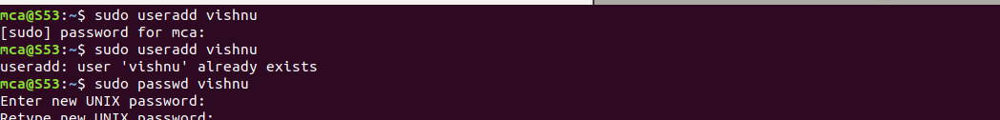 mca@S53:~$ sudo useradd vishnu
[sudo] password for mca:
mca@S53:~$ sudo useradd vishnu
useradd: user 'vishnu' already exists
mca@S53:~$ sudo passwd vishnu
Enter new UNIX password:
Retype new UNIX password: